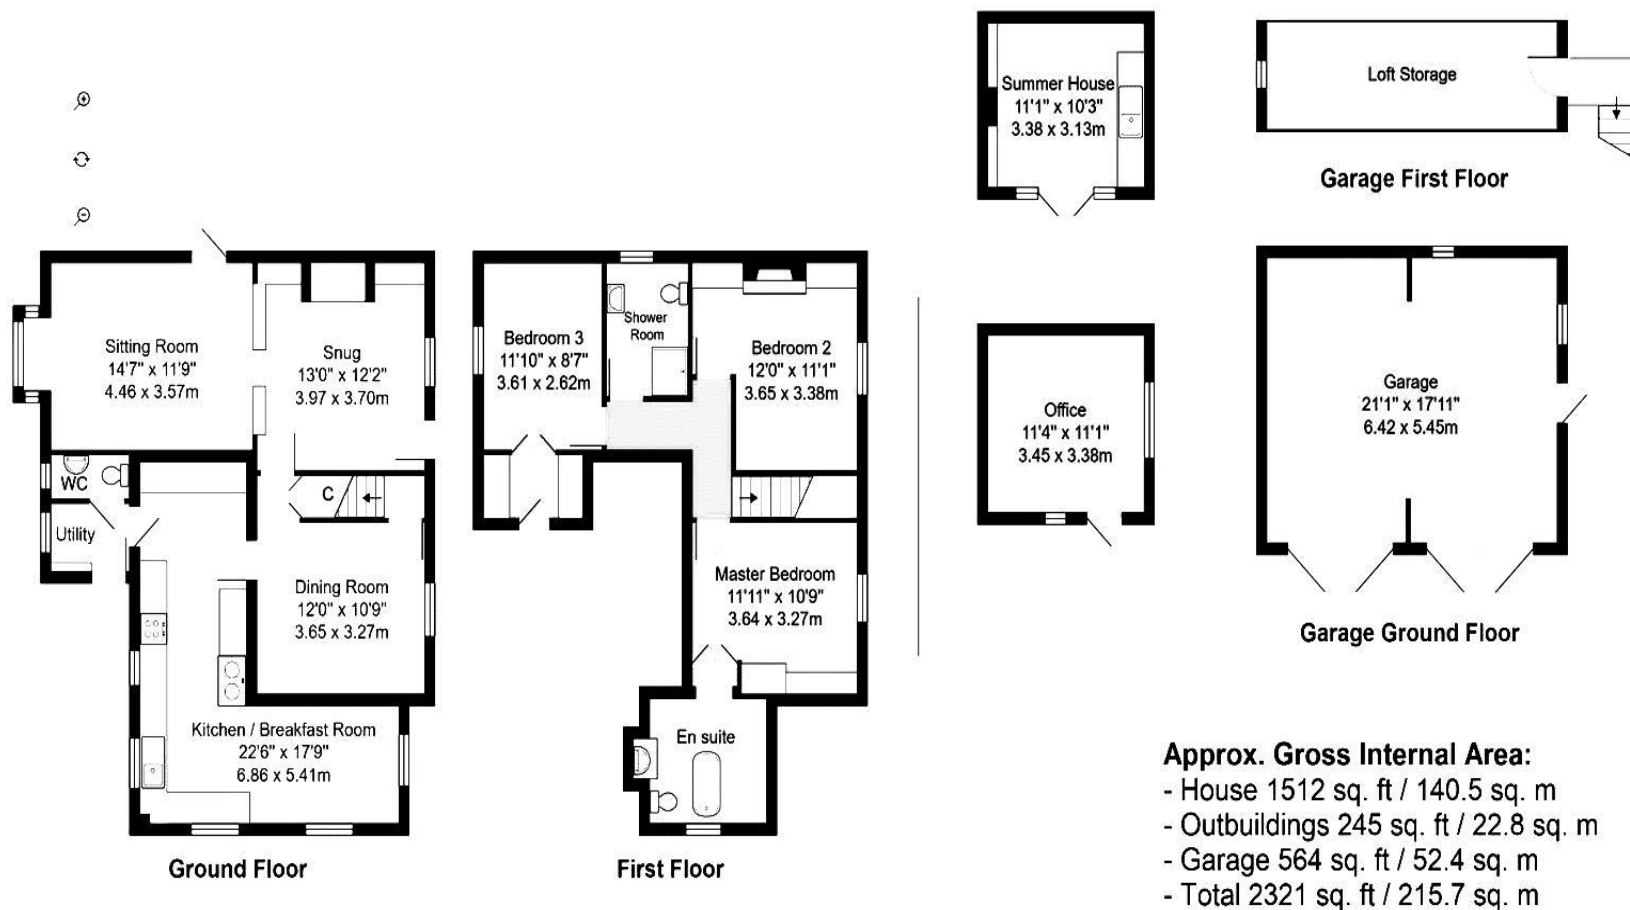 Summer House
11'1" x 10'3"
3.38 x 3.13m
Loft Storage
Garage First Floor
Sitting Room
14'7" x 11'9"
4.46 x 3.57m
Snug
13'0" x 12'2"
3.97 x 3.70m
WC
C
Utility
Dining Room
12'0" x 10'9"
3.65 x 3.27m
Kitchen / Breakfast Room
22'6" x 17'9"
6.86 x 5.41m
Ground Floor
Bedroom 3
11'10" x 8'7"
3.61 x 2.62m
Shower
Room
Bedroom 2
12'0" x 11'1"
3.65 x 3.38m
Master Bedroom
11'11" x 10'9"
3.64 x 3.27m
En suite
First Floor
Office
11'4" x 11'1"
3.45 x 3.38m
Garage
21'1" x 17'11"
6.42 x 5.45m
Garage Ground Floor
Approx. Gross Internal Area:
- House 1512 sq. ft / 140.5 sq. m
- Outbuildings 245 sq. ft / 22.8 sq. m
- Garage 564 sq. ft / 52.4 sq. m
- Total 2321 sq. ft / 215.7 sq. m